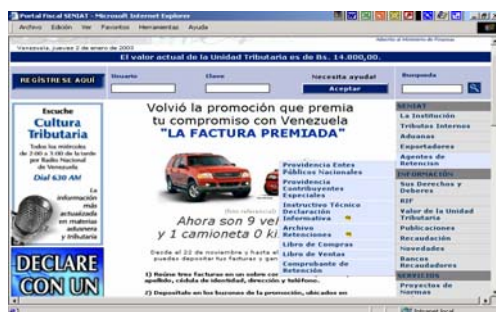 Portal Fiscal SENIAT - Microsoft Internet Explorer
Archivo Edición Ver Favoritos Herramientas Ayuda
Venezuela, jueves 2 de enero de 2003
El valor actual de la Unidad Tributaria es de Bs. 14.800,00.
REGÍSTRESE AQUÍ
Usuario
Clave
Necesita ayuda!
Aceptar
Busqueda
Escuche
Cultura
Tributaria
Todos los miércoles
de 2:00 a 3:00 de la tarde
por Radio Nacional
de Venezuela
Dial 630 AM
La
información
más
actualizada
en materia
aduanera
y tributaria
DECLARE
CON UN
Volvió la promoción que premia
tu compromiso con Venezuela
"LA FACTURA PREMIADA"
Ahora son 9
y 1 camioneta 0
Desde el 22 de noviembre y hasta el
puedes depositar tus facturas y
1) Reúne tres facturas en un sobre con
apellido, cédula de identidad, dirección y teléfono.
2) Deposítalo en los buzones de la promoción, ubicados en
Providencia Entes
Públicos Nacionales
Providencia
Contribuyentes
Especiales
Instructivo Técnico
Declaración
Informativa
Archivo
Retenciones
Libro de Compras
Libro de Ventas
Comprobante de
Retención
SENIAT
La Institución
Tributos Internos
Aduanas
Exportadores
Agentes de
Retencion
INFORMACIÓN
Sus Derechos y
Deberes
RIF
Valor de la Unidad
Tributaria
Publicaciones
Recaudación
Novedades
Bancos
Recaudadores
SERVICIOS
Proyectos de
Normas
Internet local